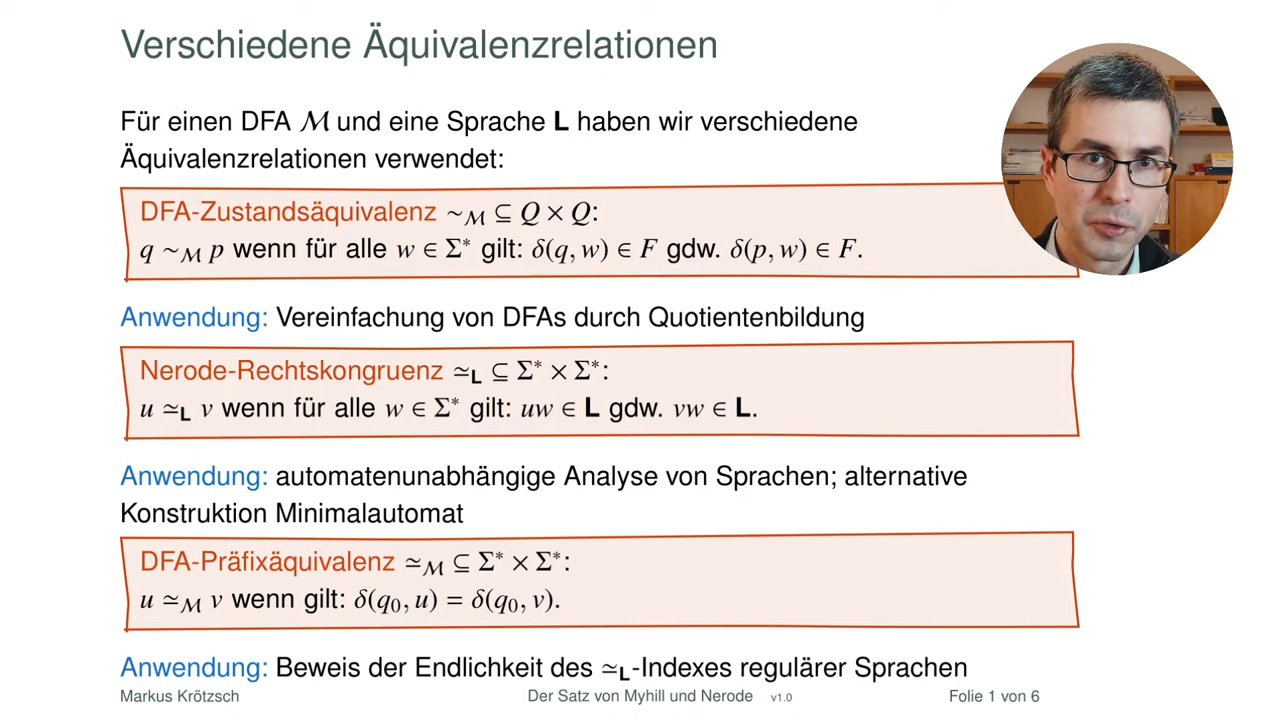 Verschiedene Äquivalenzrelationen
Für einen DFA ℳ und eine Sprache L haben wir verschiedene
Äquivalenzrelationen verwendet:
DFA-Zustandsäquivalenz ∼ℳ ⊆ Q × Q:
q ∼ℳ p wenn für alle w ∈ Σ* gilt: δ(q, w) ∈ F gdw. δ(p, w) ∈ F.
Anwendung: Vereinfachung von DFAs durch Quotientenbildung
Nerode-Rechtskongruenz ≃L ⊆ Σ* × Σ*:
u ≃L v wenn für alle w ∈ Σ* gilt: uw ∈ L gdw. vw ∈ L.
Anwendung: automatenunabhängige Analyse von Sprachen; alternative
Konstruktion Minimalautomat
DFA-Präfixäquivalenz ≃ℳ ⊆ Σ* × Σ*:
u ≃ℳ v wenn gilt: δ(q₀, u) = δ(q₀, v).
Anwendung: Beweis der Endlichkeit des ≃L-Indexes regulärer Sprachen
Markus Krötzsch Der Satz von Myhill und Nerode v1.0 Folie 1 von 6